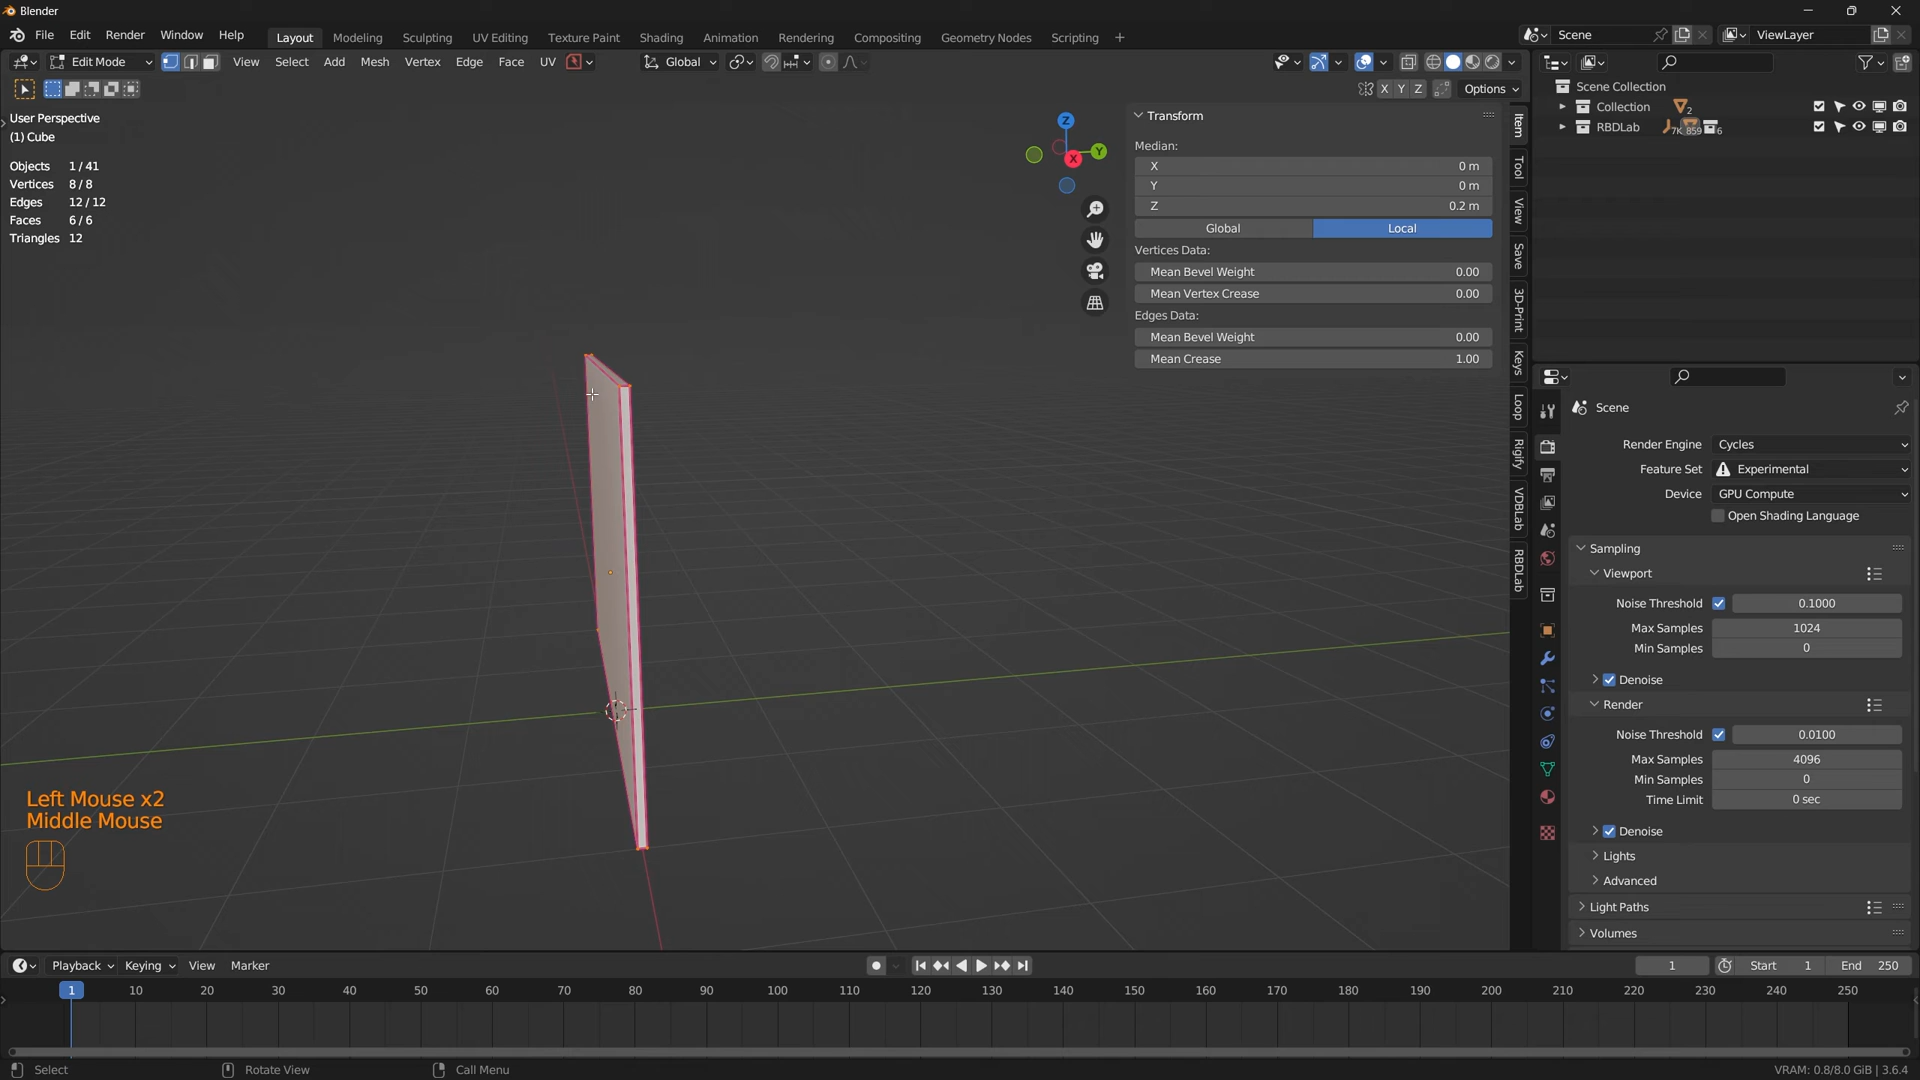 Blender
File Edit Render Window Help Layout Modeling Sculpting UV Editing Texture Paint Shading Animation Rendering Compositing Geometry Nodes Scripting + Scene ViewLayer
Edit Mode View Select Add Mesh Vertex Edge Face UV Global
X Y Z Options
User Perspective
(1) Cube
Objects 1/41
Vertices 8/8
Edges 12/12
Faces 6/6
Triangles 12
Z
Y
X
Transform
Median:
X 0 m
Y 0 m
Z 0.2 m
Global Local
Vertices Data:
Mean Bevel Weight 0.00
Mean Vertex Crease 0.00
Edges Data:
Mean Bevel Weight 0.00
Mean Crease 1.00
Item
Tool
View
Save
3D-Print
Keys
Loop
Rigify
VDBLab
RBDLab
Scene Collection
Collection 2
RBDLab 7K 859 6
Scene
Render Engine Cycles
Feature Set Experimental
Device GPU Compute
Open Shading Language
Sampling
Viewport
Noise Threshold 0.1000
Max Samples 1024
Min Samples 0
Denoise
Render
Noise Threshold 0.0100
Max Samples 4096
Min Samples 0
Time Limit 0 sec
Denoise
Lights
Advanced
Light Paths
Volumes
Left Mouse x2
Middle Mouse
Playback Keying View Marker 1 Start 1 End 250
1 10 20 30 40 50 60 70 80 90 100 110 120 130 140 150 160 170 180 190 200 210 220 230 240 250
Select Rotate View Call Menu VRAM: 0.8/8.0 GiB | 3.6.4